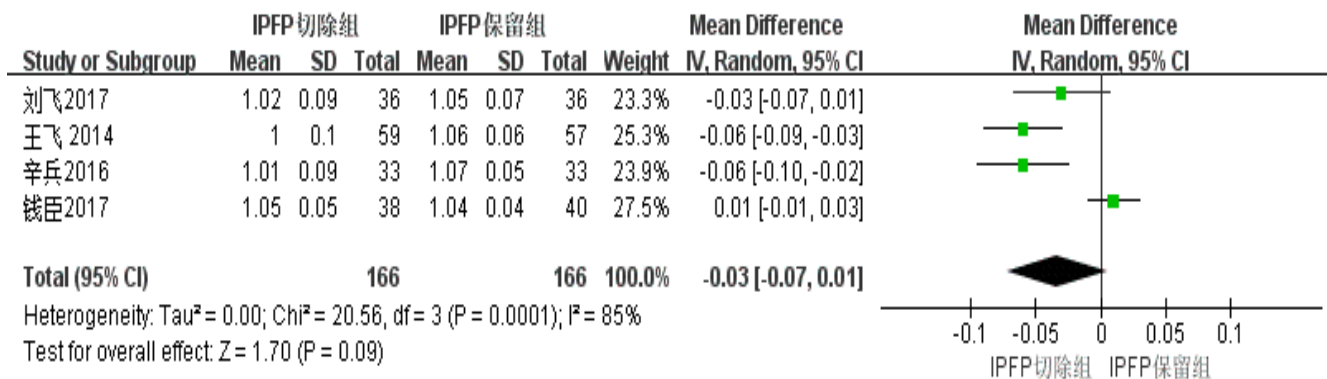 IPFP切除组 IPFP保留组 Mean Difference Mean Difference
Study or Subgroup Mean SD Total Mean SD Total Weight IV, Random, 95% CI IV, Random, 95% CI
刘飞2017 1.02 0.09 36 1.05 0.07 36 23.3% -0.03 [-0.07, 0.01]
王飞 2014 1 0.1 59 1.06 0.06 57 25.3% -0.06 [-0.09, -0.03]
辛兵2016 1.01 0.09 33 1.07 0.05 33 23.9% -0.06 [-0.10, -0.02]
钱臣2017 1.05 0.05 38 1.04 0.04 40 27.5% 0.01 [-0.01, 0.03]
Total (95% CI) 166 166 100.0% -0.03 [-0.07, 0.01]
Heterogeneity: Tau² = 0.00; Chi² = 20.56, df = 3 (P = 0.0001); I² = 85%
Test for overall effect: Z = 1.70 (P = 0.09)
-0.1 -0.05 0 0.05 0.1
IPFP切除组 IPFP保留组